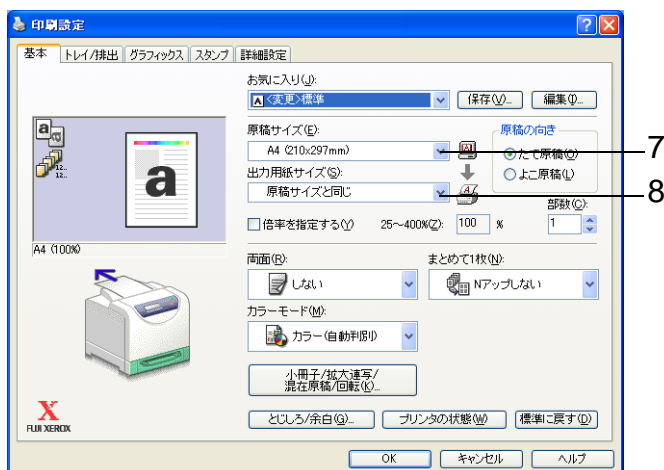 印刷設定
基本 トレイ/排出 グラフィックス スタンプ 詳細設定
お気に入り(J):
A <変更>標準 保存(V)... 編集(I)...
原稿サイズ(E):
A4 (210x297mm)
7
原稿の向き
たて原稿(O)
よこ原稿(L)
出力用紙サイズ(S):
原稿サイズと同じ
8
部数(C):
倍率を指定する(Y) 25～400%(Z): 100 % 1
a a
12...
12...
a
A4 (100%)
両面(R): まとめて1枚(N):
しない Nアップしない
カラーモード(M):
カラー(自動判別)
小冊子/拡大連写/
混在原稿/回転(K)...
X
FUJI XEROX
とじしろ/余白(G)... プリンタの状態(W) 標準に戻す(D)
OK キャンセル ヘルプ